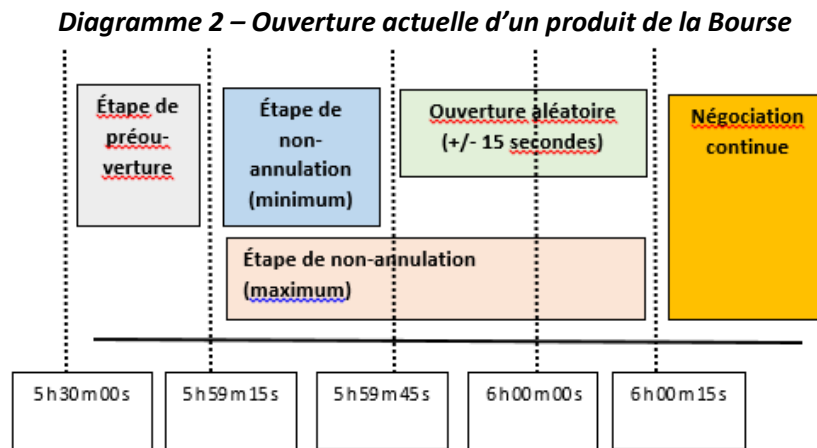 Diagramme 2 – Ouverture actuelle d’un produit de la Bourse
Étape de
préou-
verture
Étape de
non-
annulation
(minimum)
Ouverture aléatoire
(+/- 15 secondes)
Négociation
continue
Étape de non-annulation
(maximum)
5 h 30 m 00 s
5 h 59 m 15 s
5 h 59 m 45 s
6 h 00 m 00 s
6 h 00 m 15 s